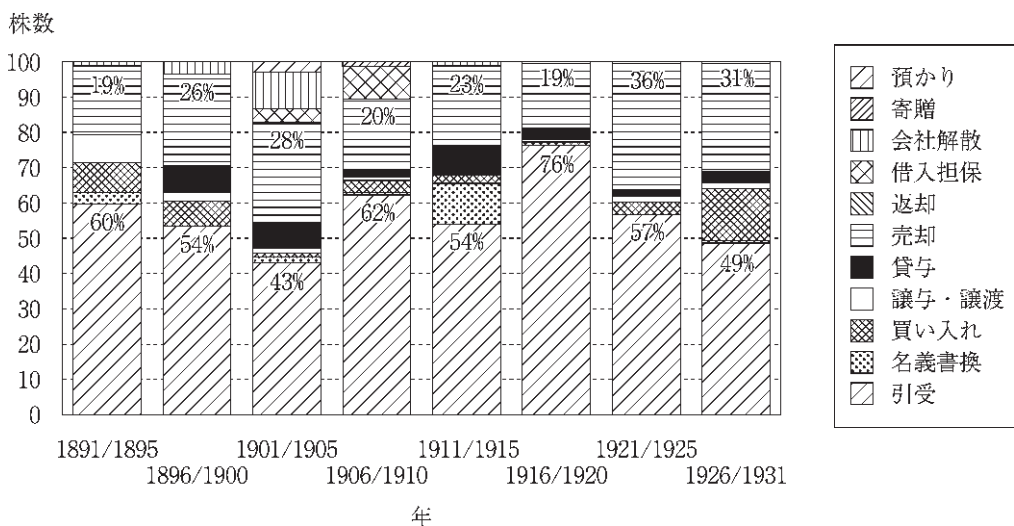 株数
100
90
80
70
60
50
40
30
20
10
0
19%
60%
26%
54%
28%
43%
20%
62%
23%
54%
19%
76%
36%
57%
31%
49%
1891/1895
1896/1900
1901/1905
1906/1910
1911/1915
1916/1920
1921/1925
1926/1931
年
預かり
寄贈
会社解散
借入担保
返却
売却
貸与
譲与・譲渡
買い入れ
名義書換
引受